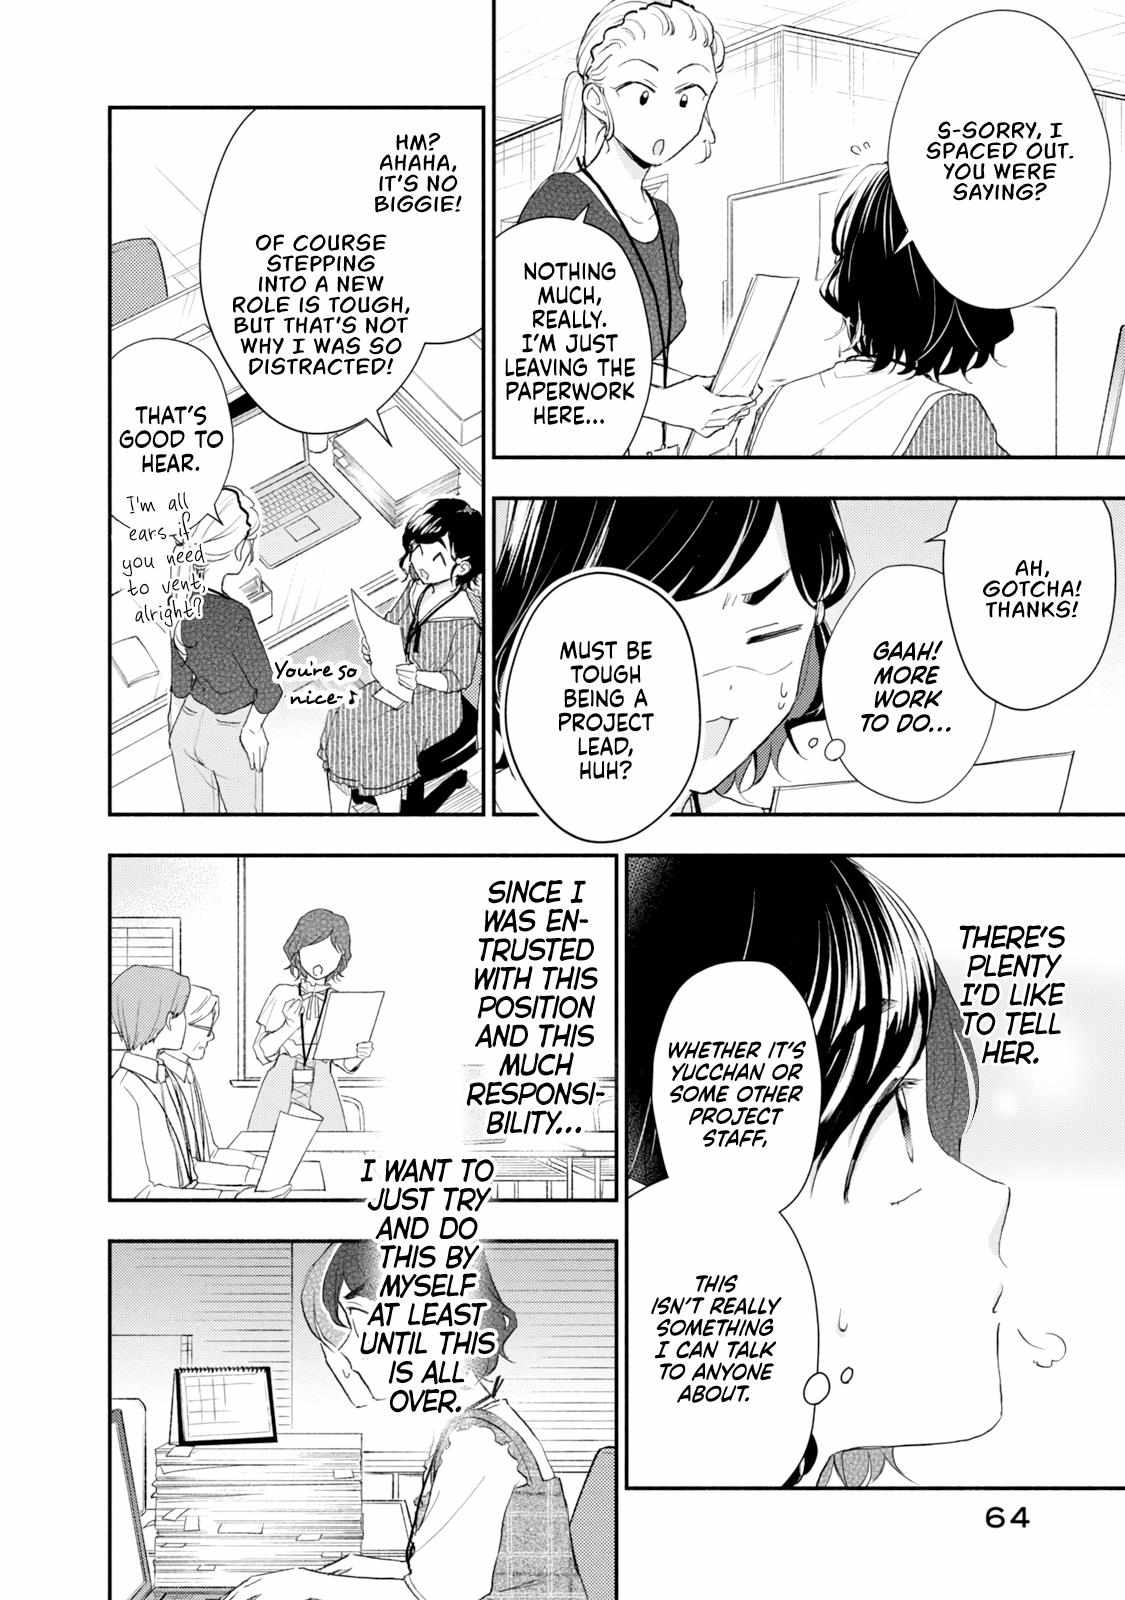 S-SORRY, I
SPACED OUT.
YOU WERE
SAYING?
NOTHING
MUCH,
REALLY.
I'M JUST
LEAVING THE
PAPERWORK
HERE...
AH,
GOTCHA!
THANKS!
GAAH!
MORE
WORK
TO DO...
MUST BE
TOUGH
BEING A
PROJECT
LEAD,
HUH?
HM?
AHAHA,
IT'S NO
BIGGIE!
OF COURSE
STEPPING
INTO A NEW
ROLE IS TOUGH,
BUT THAT'S NOT
WHY I WAS SO
DISTRACTED!
THAT'S
GOOD TO
HEAR.
I'm all
ears if
you need
to vent,
alright?
You're so
nice~♪
THERE'S
PLENTY
I'D LIKE
TO TELL
HER.
WHETHER IT'S
YUCCHAN OR
SOME OTHER
PROJECT
STAFF,
THIS
ISN'T REALLY
SOMETHING
I CAN TALK
TO ANYONE
ABOUT.
SINCE I
WAS EN-
TRUSTED
WITH THIS
POSITION
AND THIS
MUCH
RESPONSI-
BILITY...
I WANT TO
JUST TRY
AND DO
THIS BY
MYSELF
AT LEAST
UNTIL THIS
IS ALL
OVER.
64